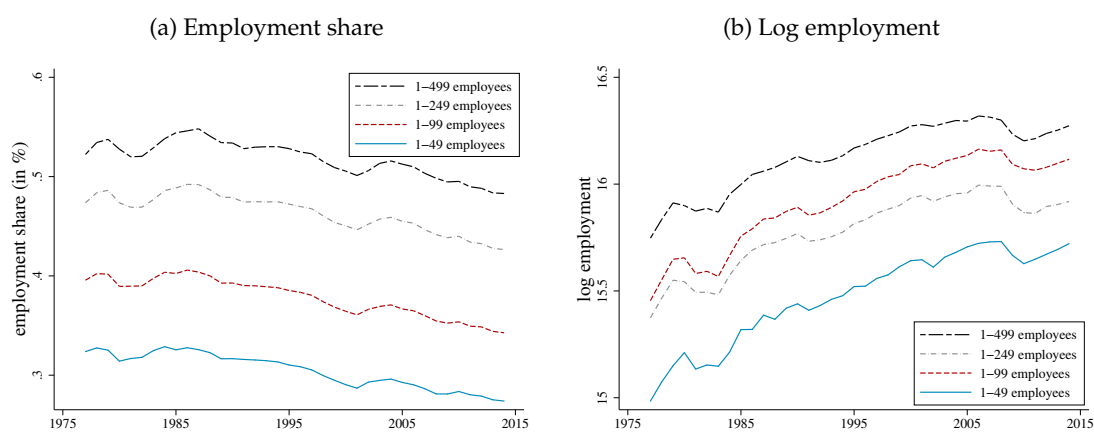 (a) Employment share
employment share (in %)
.6
.5
.4
.3
1975
1985
1995
2005
2015
1−499 employees
1−249 employees
1−99 employees
1−49 employees
(b) Log employment
log employment
16.5
16
15.5
15
1975
1985
1995
2005
2015
1−499 employees
1−249 employees
1−99 employees
1−49 employees